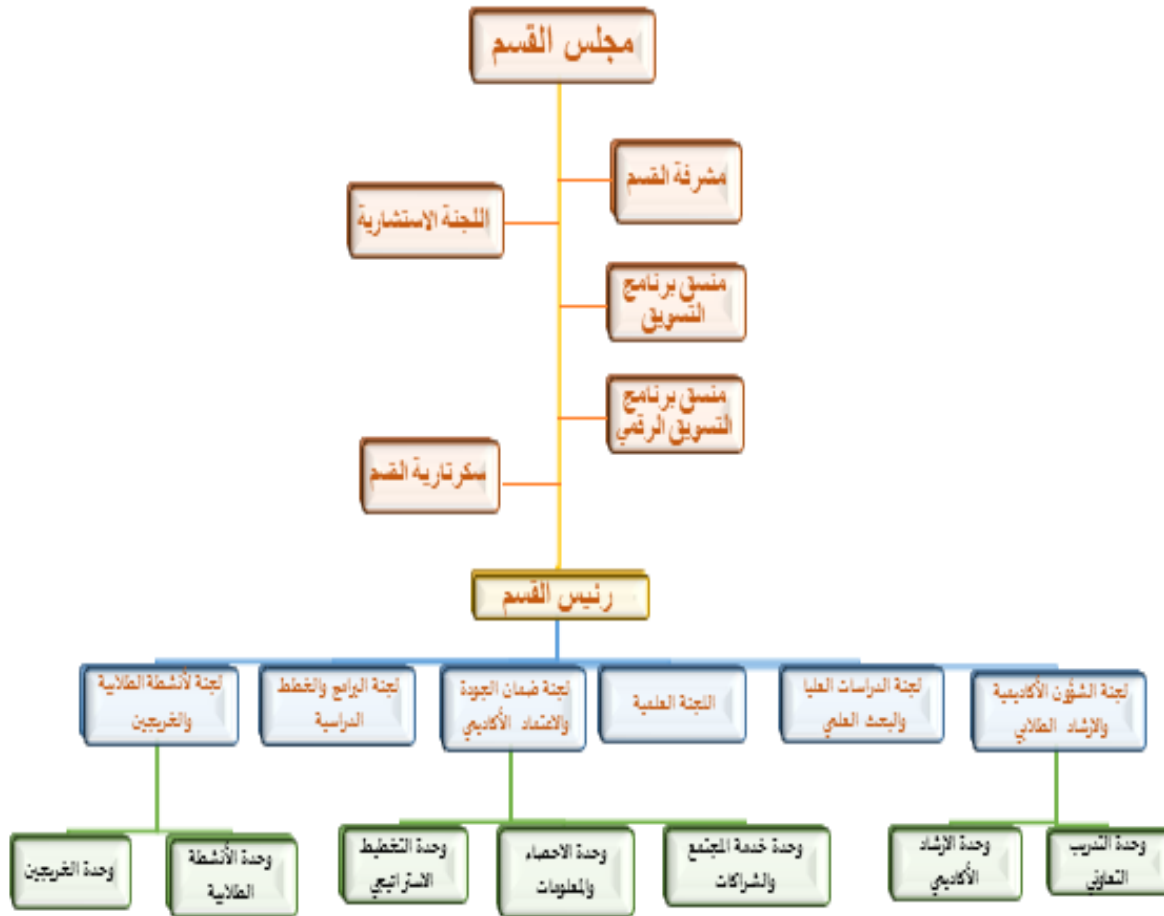 مجلس القسم
مشرفة القسم
اللجنة الاستشارية
منسق برنامج
التسويق
منسق برنامج
التسويق الرقمي
سكرتارية القسم
رئيس القسم
لجنة الشؤون الأكاديمية
والارشاد الطلابي
لجنة الدراسات العليا
والبحث العلمي
اللجنة العلمية
لجنة ضمان الجودة
والاعتماد الأكاديمي
لجنة البرامج والخطط
الدراسية
لجنة لأنشطة الطلابية
والخريجين
وحدة التدريب
التعاوني
وحدة الارشاد
الأكاديمي
وحدة خدمة المجتمع
والشراكات
وحدة الاحصاء
والمعلومات
وحدة التخطيط
الاستراتيجي
وحدة الأنشطة
الطلابية
وحدة الخريجين